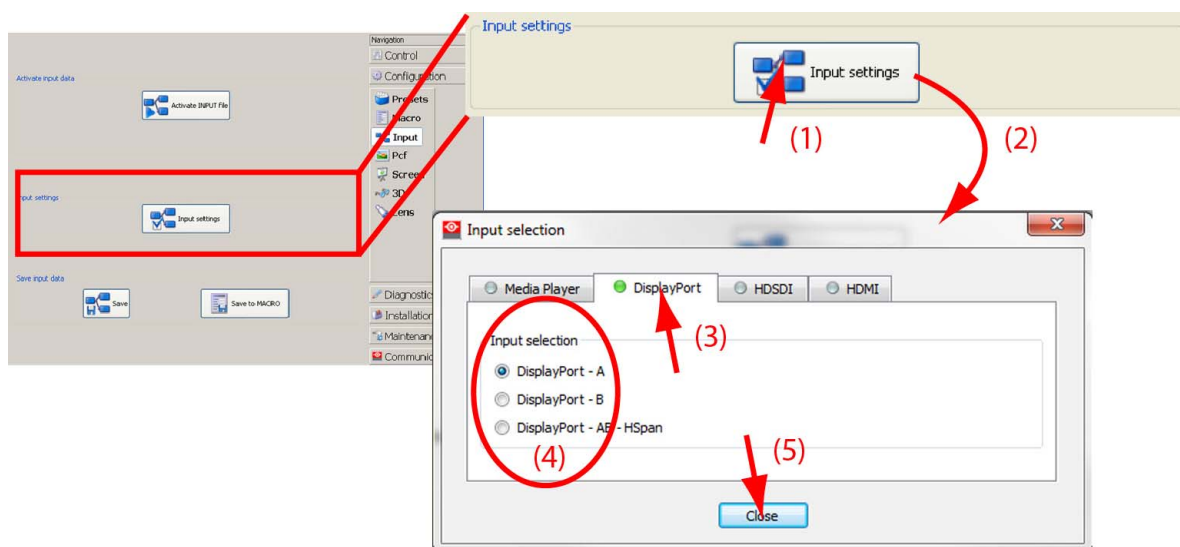 Navigation
Control
Configuration
Presets
Macro
Input
Pcf
Screen
3D
Lens
Diagnostic
Installation
Maintenan
Communic
Activate input data
Activate INPUT file
Input settings
Input settings
Save input data
Save
Save to MACRO
Input settings
Input settings
(1)
(2)
Input selection
x
Media Player
DisplayPort
HDSDI
HDMI
(3)
Input selection
DisplayPort - A
DisplayPort - B
DisplayPort - AB - HSpan
(4)
(5)
Close